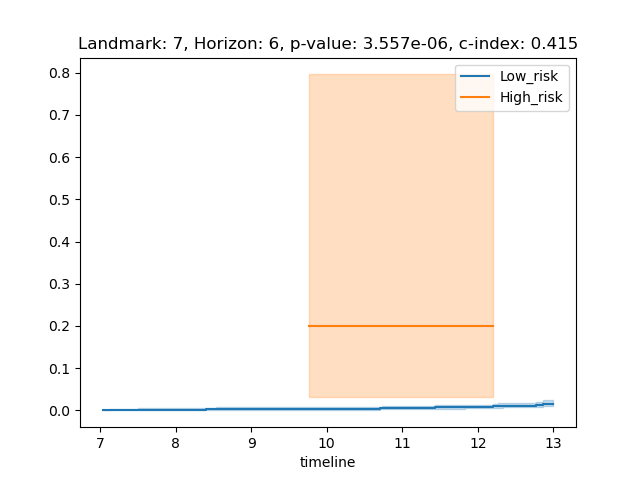 Landmark: 7, Horizon: 6, p-value: 3.557e-06, c-index: 0.415
Low_risk
High_risk
0.8
0.7
0.6
0.5
0.4
0.3
0.2
0.1
0.0
7 8 9 10 11 12 13
timeline